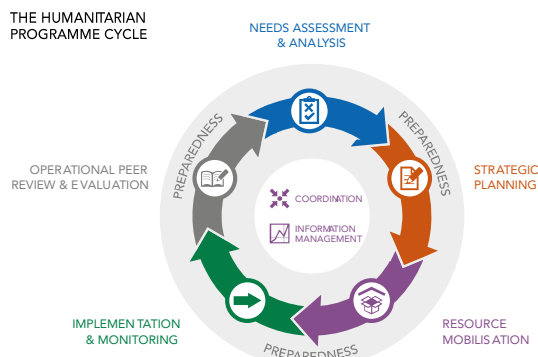 THE HUMANITARIAN
PROGRAMME CYCLE
NEEDS ASSESSMENT
& ANALYSIS
PREPAREDNESS
PREPAREDNESS
OPERATIONAL PEER
REVIEW & EVALUATION
STRATEGIC
PLANNING
COORDINATION
INFORMATION
MANAGEMENT
IMPLEMENTATION
& MONITORING
RESOURCE
MOBILISATION
PREPAREDNESS